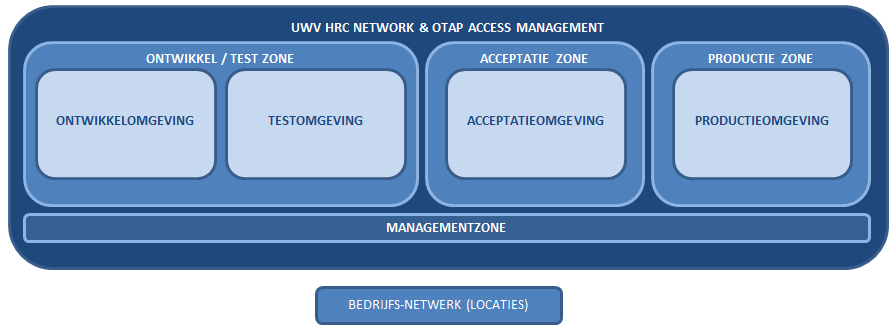 UWV HRC NETWORK & OTAP ACCESS MANAGEMENT
ONTWIKKEL / TEST ZONE
ACCEPTATIE ZONE
PRODUCTIE ZONE
ONTWIKKELOMGEVING
TESTOMGEVING
ACCEPTATIEOMGEVING
PRODUCTIEOMGEVING
MANAGEMENTZONE
BEDRIJFS-NETWERK (LOCATIES)